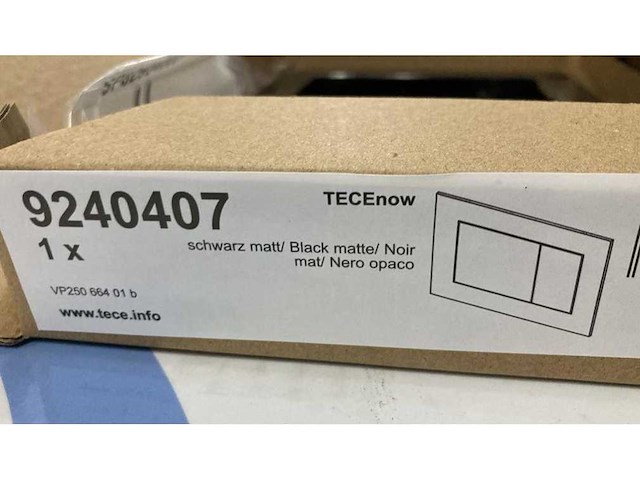 9240407
1 x
TECEnow
schwarz matt/ Black matte/ Noir
mat/ Nero opaco
VP250 664 01 b
www.tece.info